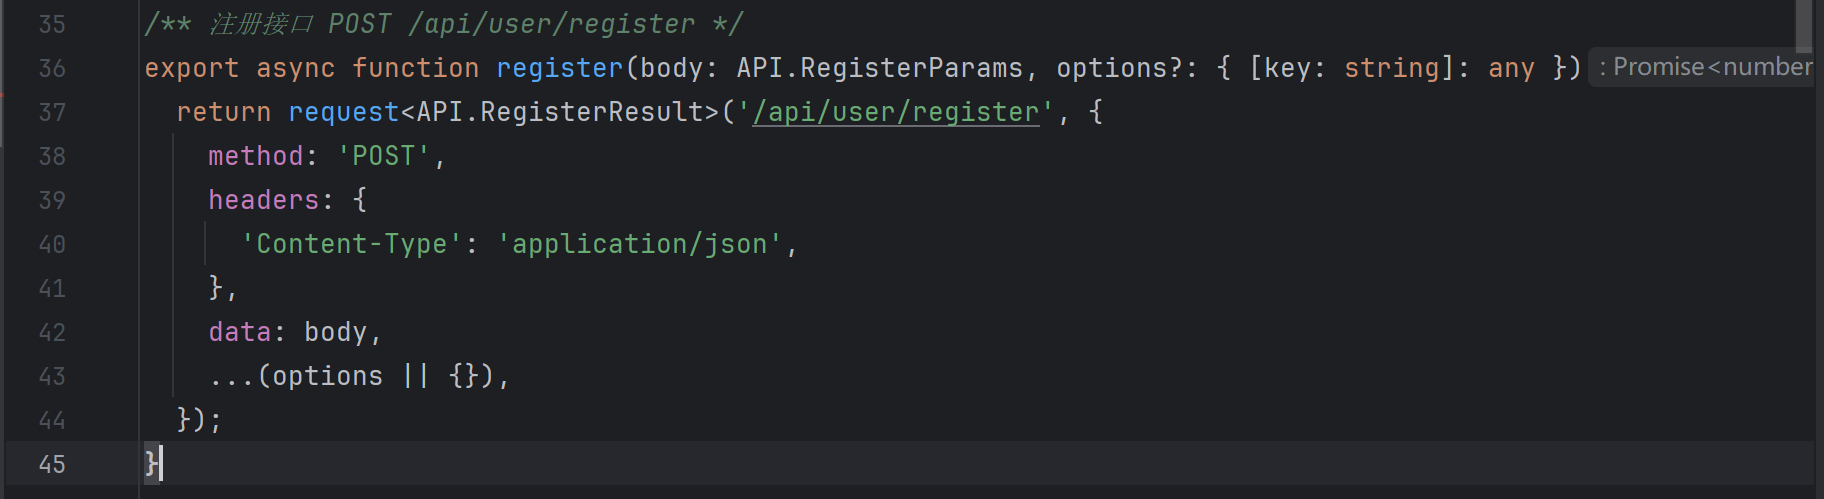 35 /** 注册接口 POST /api/user/register */
36 export async function register(body: API.RegisterParams, options?: { [key: string]: any }) : Promise<number
37   return request<API.RegisterResult>('/api/user/register', {
38     method: 'POST',
39     headers: {
40       'Content-Type': 'application/json',
41     },
42     data: body,
43     ...(options || {}),
44   });
45 }